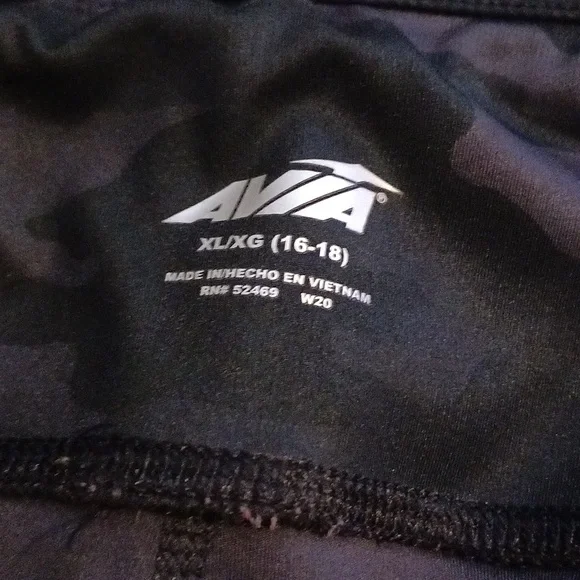 AVIA®
XL/XG (16-18)
MADE IN/HECHO EN VIETNAM
RN# 52469 W20